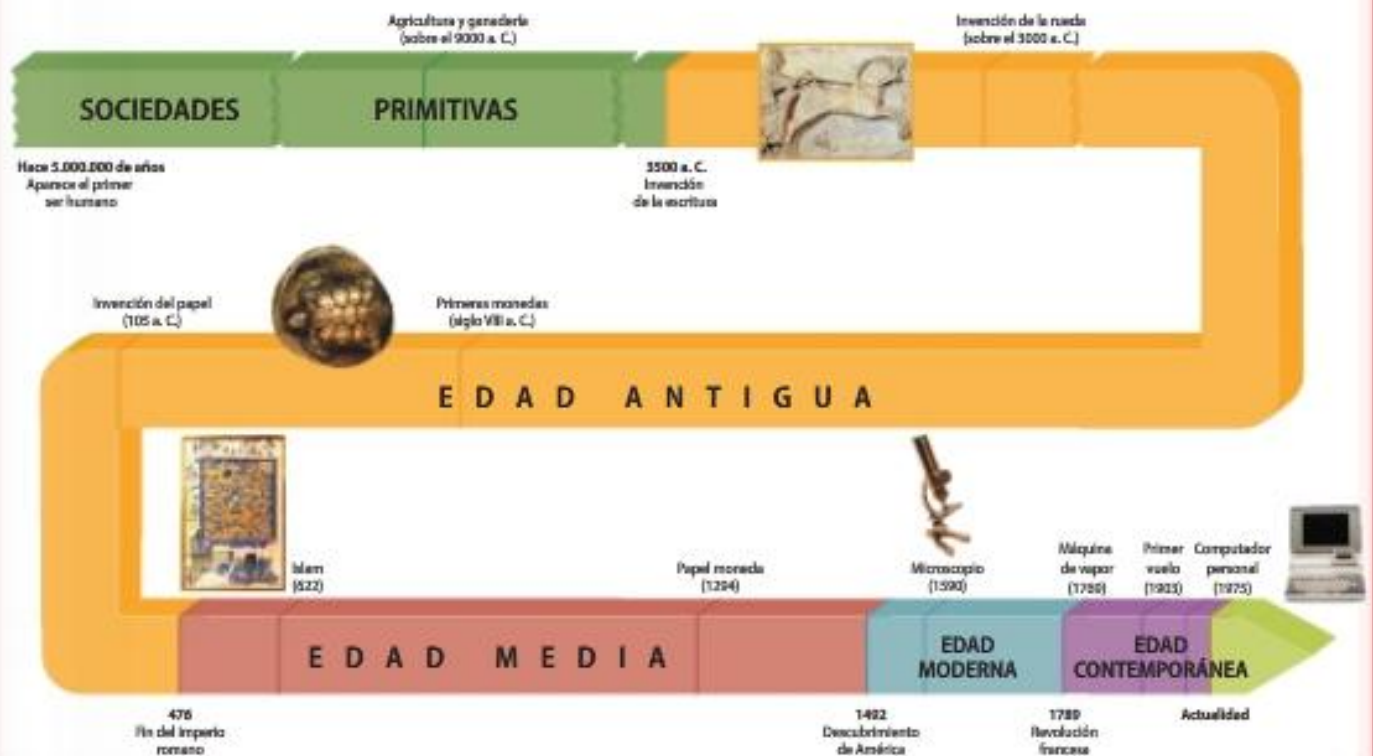 Agricultura y ganadería
(sobre el 9000 a. C.)
Invención de la rueda
(sobre el 3000 a. C.)
SOCIEDADES PRIMITIVAS
Hace 5.000.000 de años
Aparece el primer
ser humano
3500 a. C.
Invención
de la escritura
Invención del papel
(105 a. C.)
Primeras monedas
(siglo VIII a. C.)
EDAD ANTIGUA
Islam
(622)
Papel moneda
(1294)
Microscopio
(1590)
Máquina
de vapor
(1769)
Primer
vuelo
(1903)
Computador
personal
(1975)
EDAD MEDIA
EDAD
MODERNA
EDAD
CONTEMPORÁNEA
476
Fin del Imperio
romano
1492
Descubrimiento
de América
1789
Revolución
francesa
Actualidad